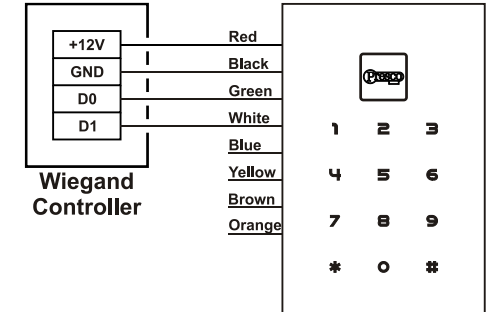 +12V
GND
D0
D1
Wiegand
Controller
Red
Black
Green
White
Blue
Yellow
Brown
Orange
Presco
1 2 3
4 5 6
7 8 9
* 0 #